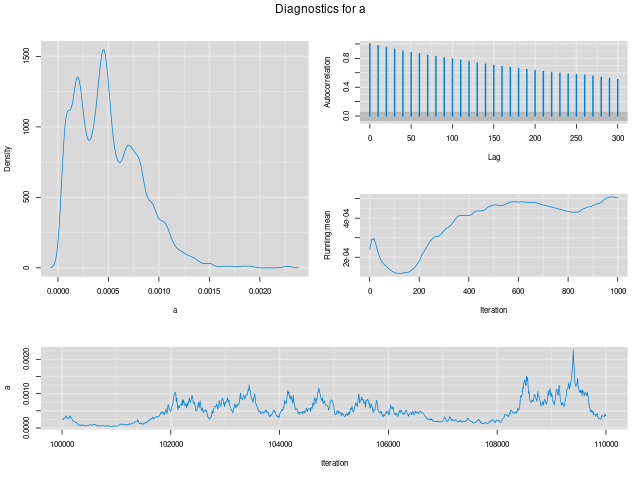 Diagnostics for a
Density
0
500
1000
1500
0.0000 0.0005 0.0010 0.0015 0.0020
a
Autocorrelation
0.0 0.4 0.8
0 50 100 150 200 250 300
Lag
Running mean
2e-04 4e-04
0 200 400 600 800 1000
Iteration
a
0.0000 0.0010 0.0020
100000 102000 104000 106000 108000 110000
Iteration